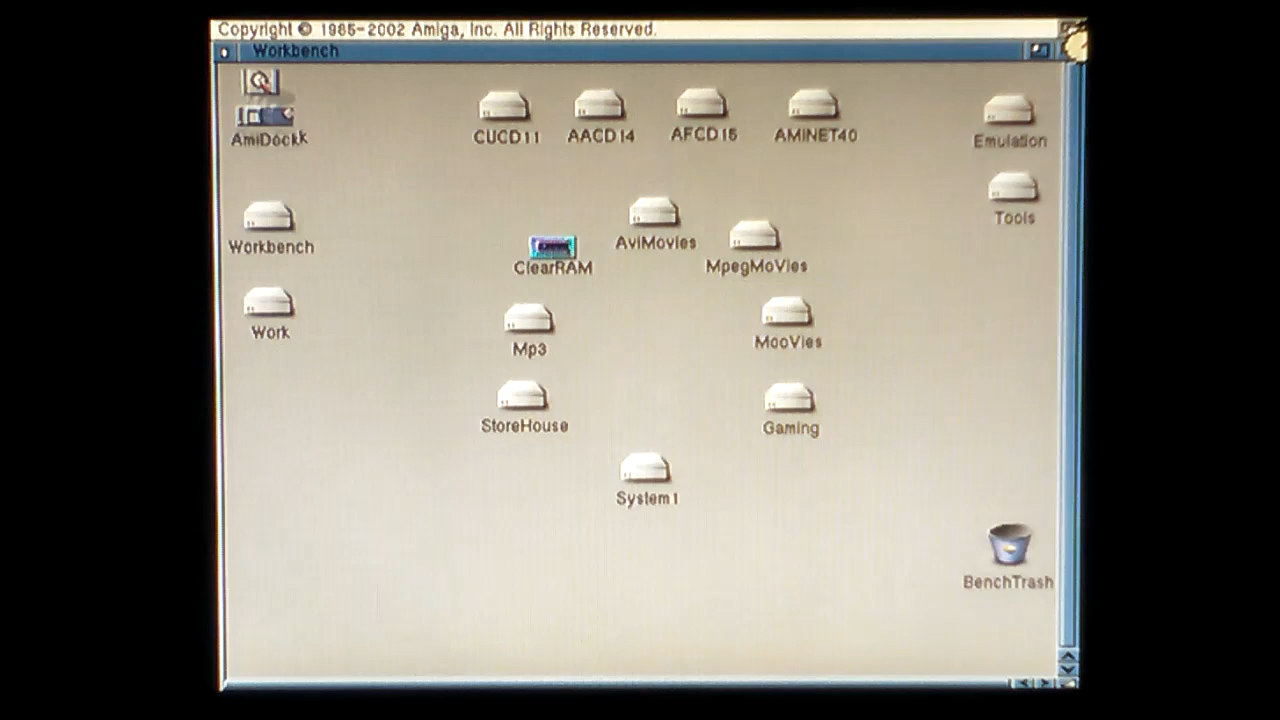 Copyright © 1985-2002 Amiga, Inc. All Rights Reserved.
Workbench
AmiDockk
CUCD11 AACD14 AFCD15 AMINET40 Emulation
Tools
Workbench AviMovies
ClearRAM MpegMoVies
Work Mp3 MooVies
StoreHouse Gaming
System1
BenchTrash